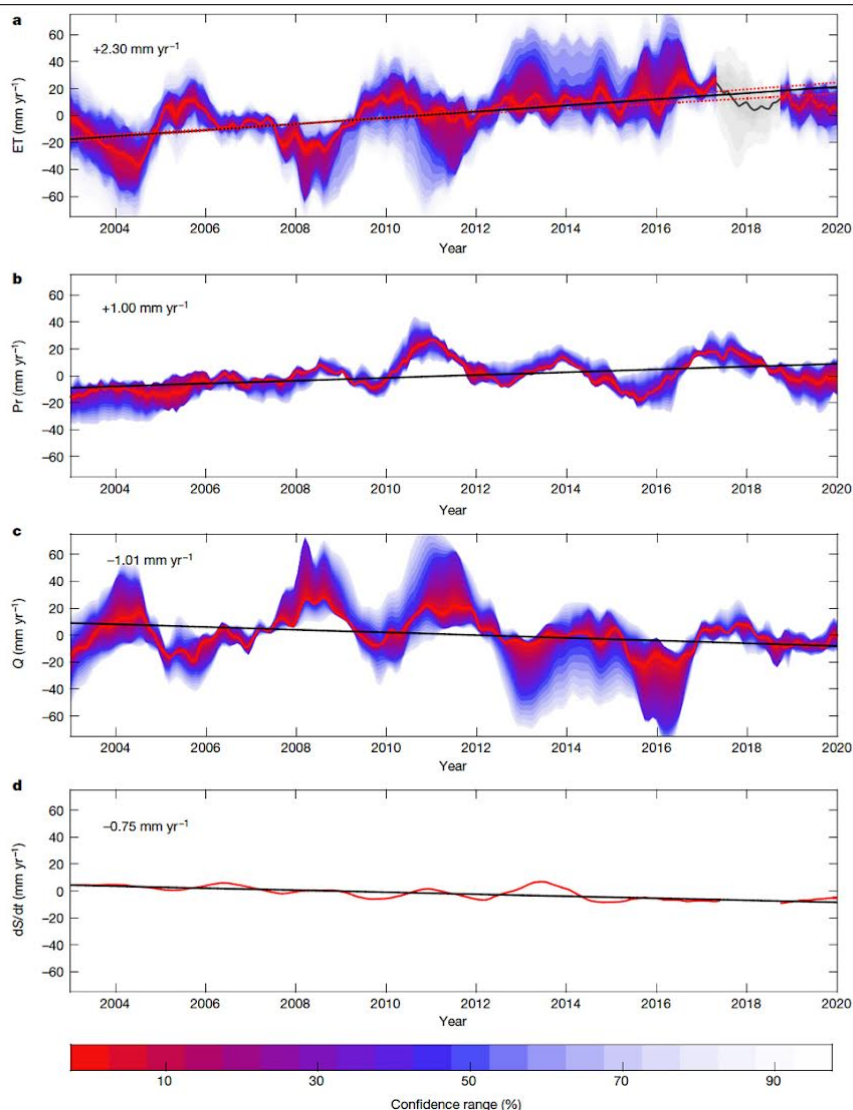 a
+2.30 mm yr⁻¹
60
40
20
0
−20
−40
−60
ET (mm yr⁻¹)
2004 2006 2008 2010 2012 2014 2016 2018 2020
Year
b
+1.00 mm yr⁻¹
60
40
20
0
−20
−40
−60
Pr (mm yr⁻¹)
2004 2006 2008 2010 2012 2014 2016 2018 2020
Year
c
−1.01 mm yr⁻¹
60
40
20
0
−20
−40
−60
Q (mm yr⁻¹)
2004 2006 2008 2010 2012 2014 2016 2018 2020
Year
d
−0.75 mm yr⁻¹
60
40
20
0
−20
−40
−60
dS/dt (mm yr⁻¹)
2004 2006 2008 2010 2012 2014 2016 2018 2020
Year
10 30 50 70 90
Confidence range (%)